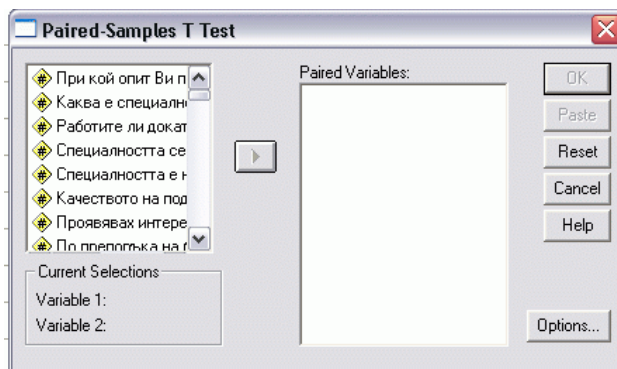 Paired-Samples T Test
При кой опит Ви п
Каква е специално
Работите ли докат
Специалността се
Специалността е н
Качеството на под
Проявявах интере
По препоръка на
Current Selections
Variable 1:
Variable 2:
Paired Variables:
OK
Paste
Reset
Cancel
Help
Options...